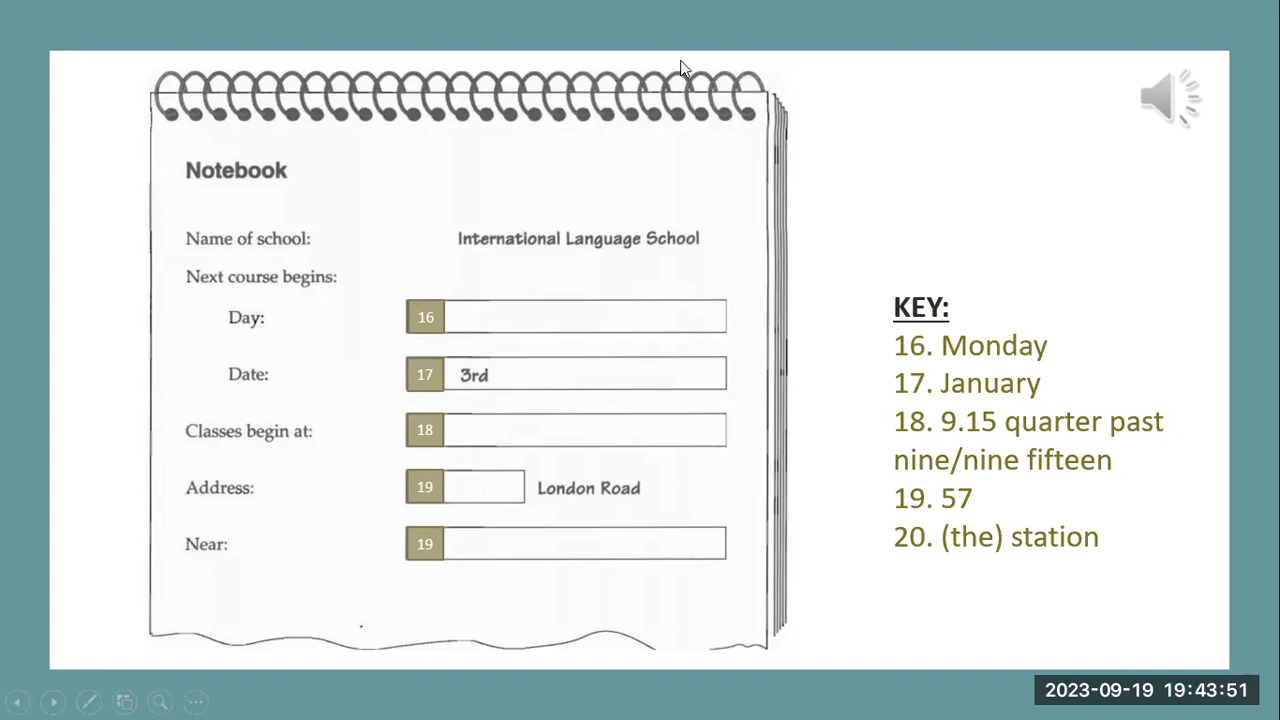 Notebook
Name of school: International Language School
Next course begins:
Day: 16
Date: 17 3rd
Classes begin at: 18
Address: 19 London Road
Near: 19
KEY:
16. Monday
17. January
18. 9.15 quarter past
nine/nine fifteen
19. 57
20. (the) station
2023-09-19 19:43:51